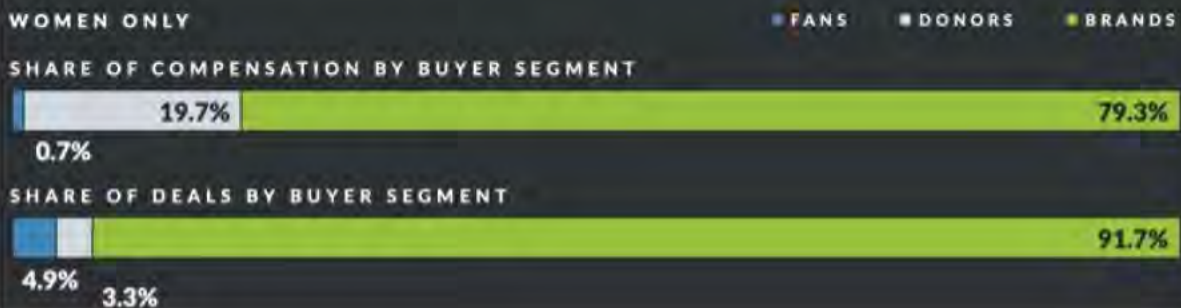 WOMEN ONLY FANS DONORS BRANDS
SHARE OF COMPENSATION BY BUYER SEGMENT
19.7% 79.3%
0.7%
SHARE OF DEALS BY BUYER SEGMENT
91.7%
4.9%
3.3%